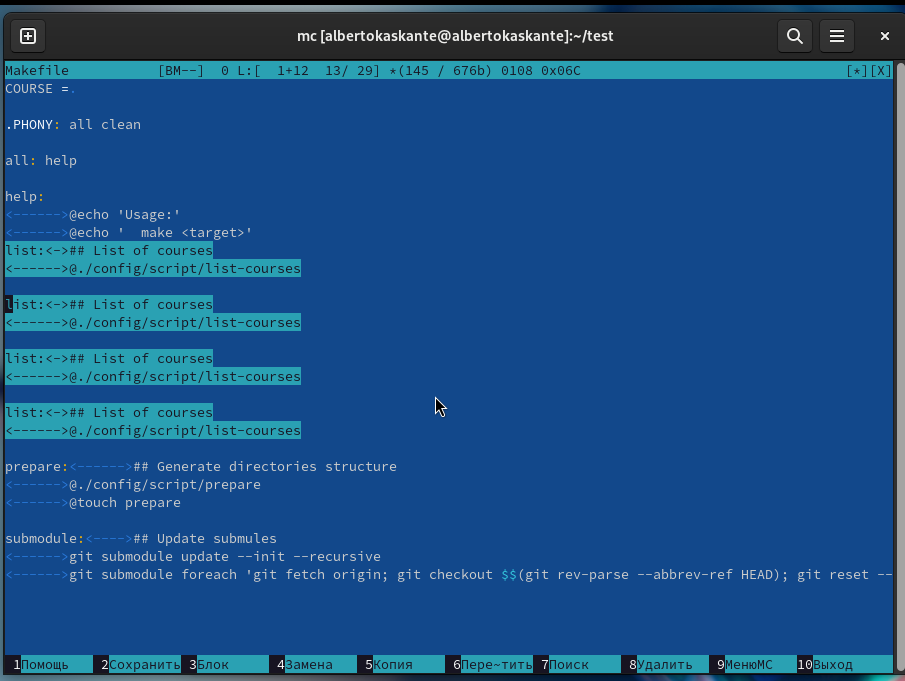 mc [albertokaskante@albertokaskante]:~/test
Makefile [BM--] 0 L:[ 1+12 13/ 29] *(145 / 676b) 0108 0x06C [*][X]
COURSE =.
.PHONY: all clean
all: help
help:
<------>@echo 'Usage:'
<------>@echo '  make <target>'
list:<->## List of courses
<------>@./config/script/list-courses
list:<->## List of courses
<------>@./config/script/list-courses
list:<->## List of courses
<------>@./config/script/list-courses
list:<->## List of courses
<------>@./config/script/list-courses
prepare:<------>## Generate directories structure
<------>@./config/script/prepare
<------>@touch prepare
submodule:<---->## Update submules
<------>git submodule update --init --recursive
<------>git submodule foreach 'git fetch origin; git checkout $$(git rev-parse --abbrev-ref HEAD); git reset --
1Помощь 2Сохранить 3Блок 4Замена 5Копия 6Пере~тить 7Поиск 8Удалить 9МенюМС 10Выход